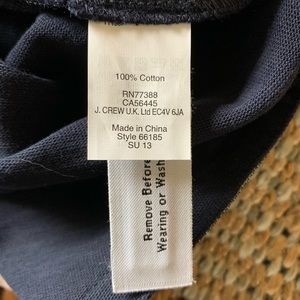 100% Cotton
RN77388
CA56445
J. CREW U.K. Ltd EC4V 6JA
Made in China
Style 66185
SU 13
Remove Before
Wearing or Wash